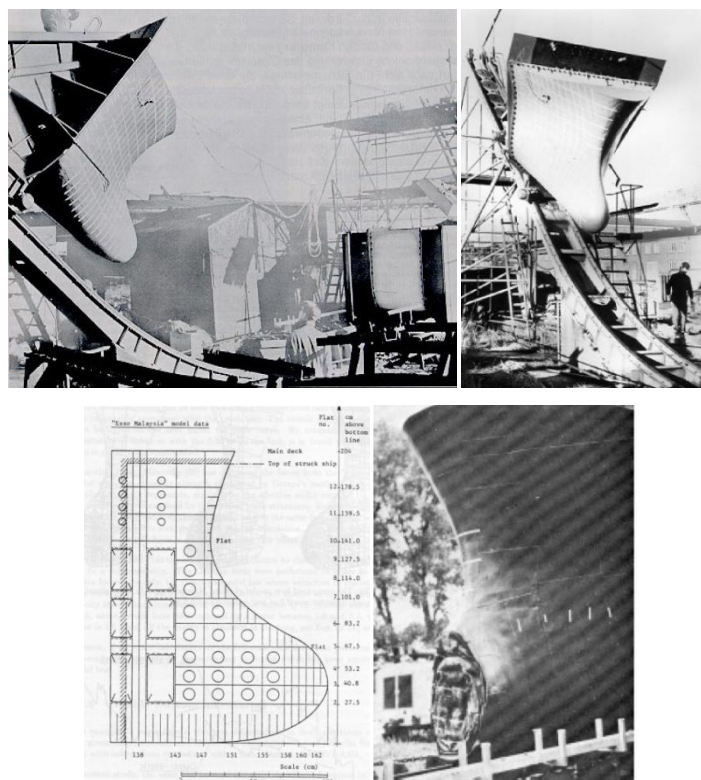 "Esso Malaysia" model data
Flat no.
cm above bottom line
Main deck 204
Top of struck ship
12 178.5
11 159.5
Flat
10 141.0
9 127.5
8 114.0
7 101.0
6 83.2
Flat
5 67.5
4 53.2
3 40.8
2 27.5
138 143 147 151 155 158 160 162
Scale (cm)